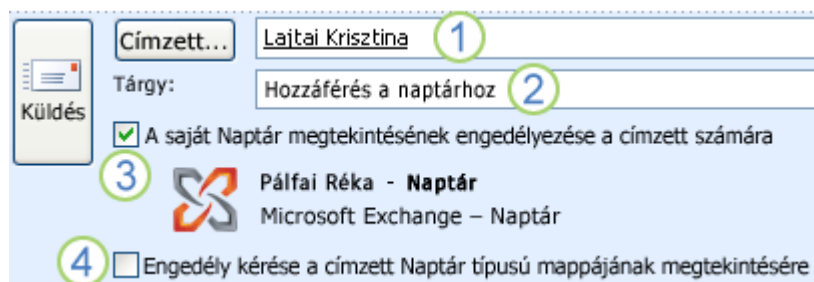 Címzett... Lajtai Krisztina 1
Tárgy: Hozzáférés a naptárhoz 2
Küldés
A saját Naptár megtekintésének engedélyezése a címzett számára
3 Pálfai Réka - Naptár
Microsoft Exchange – Naptár
4 Engedély kérése a címzett Naptár típusú mappájának megtekintésére